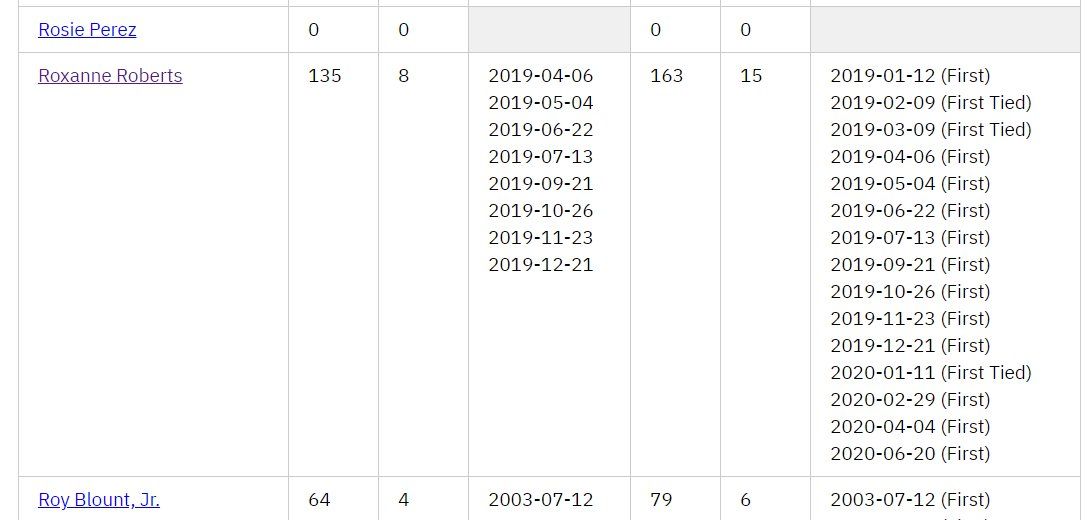 Rosie Perez 0 0 0 0
Roxanne Roberts 135 8 2019-04-06 163 15 2019-01-12 (First)
2019-05-04 2019-02-09 (First Tied)
2019-06-22 2019-03-09 (First Tied)
2019-07-13 2019-04-06 (First)
2019-09-21 2019-05-04 (First)
2019-10-26 2019-06-22 (First)
2019-11-23 2019-07-13 (First)
2019-12-21 2019-09-21 (First)
2019-10-26 (First)
2019-11-23 (First)
2019-12-21 (First)
2020-01-11 (First Tied)
2020-02-29 (First)
2020-04-04 (First)
2020-06-20 (First)
Roy Blount, Jr. 64 4 2003-07-12 79 6 2003-07-12 (First)